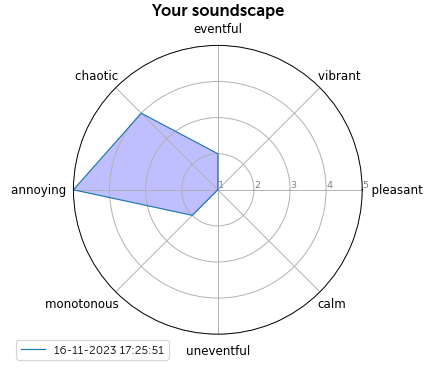 Your soundscape
eventful
chaotic
vibrant
annoying
1 2 3 4 5
pleasant
monotonous
calm
uneventful
16-11-2023 17:25:51